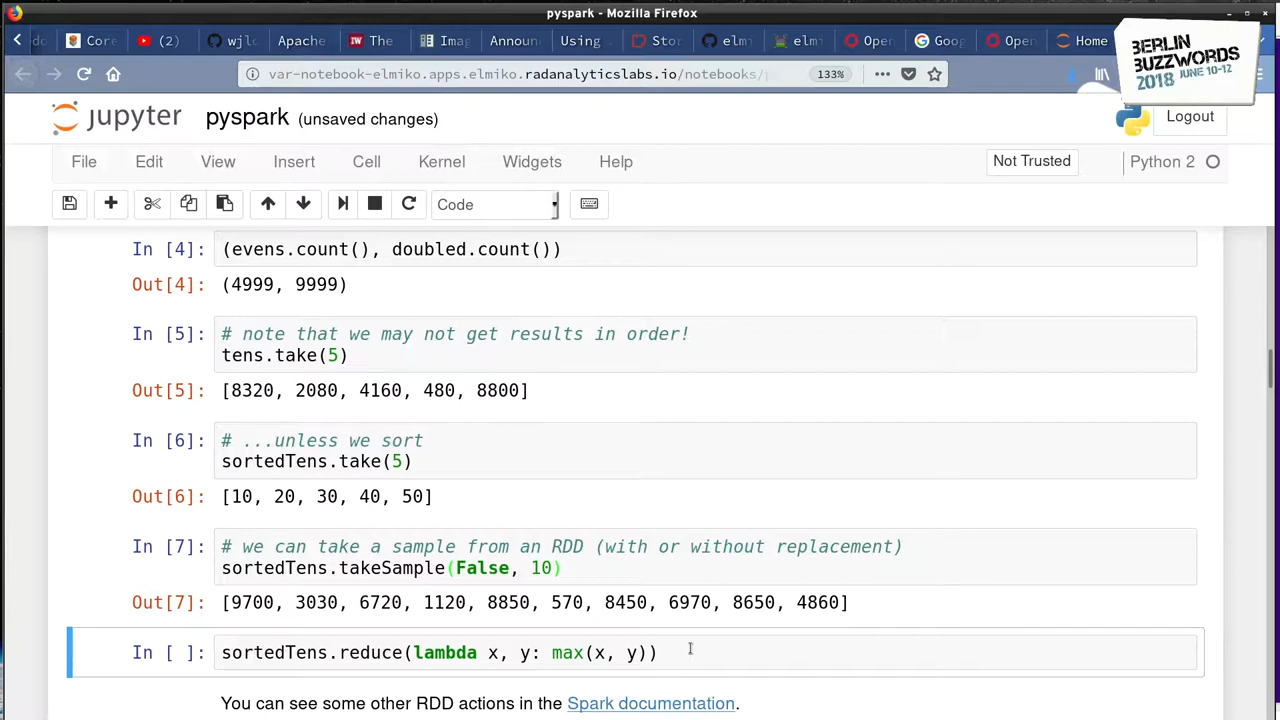 pyspark - Mozilla Firefox
Core
(2)
wjlc
Apache
The
Imag
Announ
Using
Stor
elmi
elmi
Open
Goog
Open
Home
BERLIN
BUZZWORDS
2018 JUNE 10-12
var-notebook-elmiko.apps.elmiko.radanalyticslabs.io/notebooks/
133%
jupyter pyspark (unsaved changes)
Logout
File Edit View Insert Cell Kernel Widgets Help
Not Trusted
Python 2
Code
In [4]: (evens.count(), doubled.count())
Out[4]: (4999, 9999)
In [5]: # note that we may not get results in order!
tens.take(5)
Out[5]: [8320, 2080, 4160, 480, 8800]
In [6]: # ...unless we sort
sortedTens.take(5)
Out[6]: [10, 20, 30, 40, 50]
In [7]: # we can take a sample from an RDD (with or without replacement)
sortedTens.takeSample(False, 10)
Out[7]: [9700, 3030, 6720, 1120, 8850, 570, 8450, 6970, 8650, 4860]
In [ ]: sortedTens.reduce(lambda x, y: max(x, y))
You can see some other RDD actions in the Spark documentation.